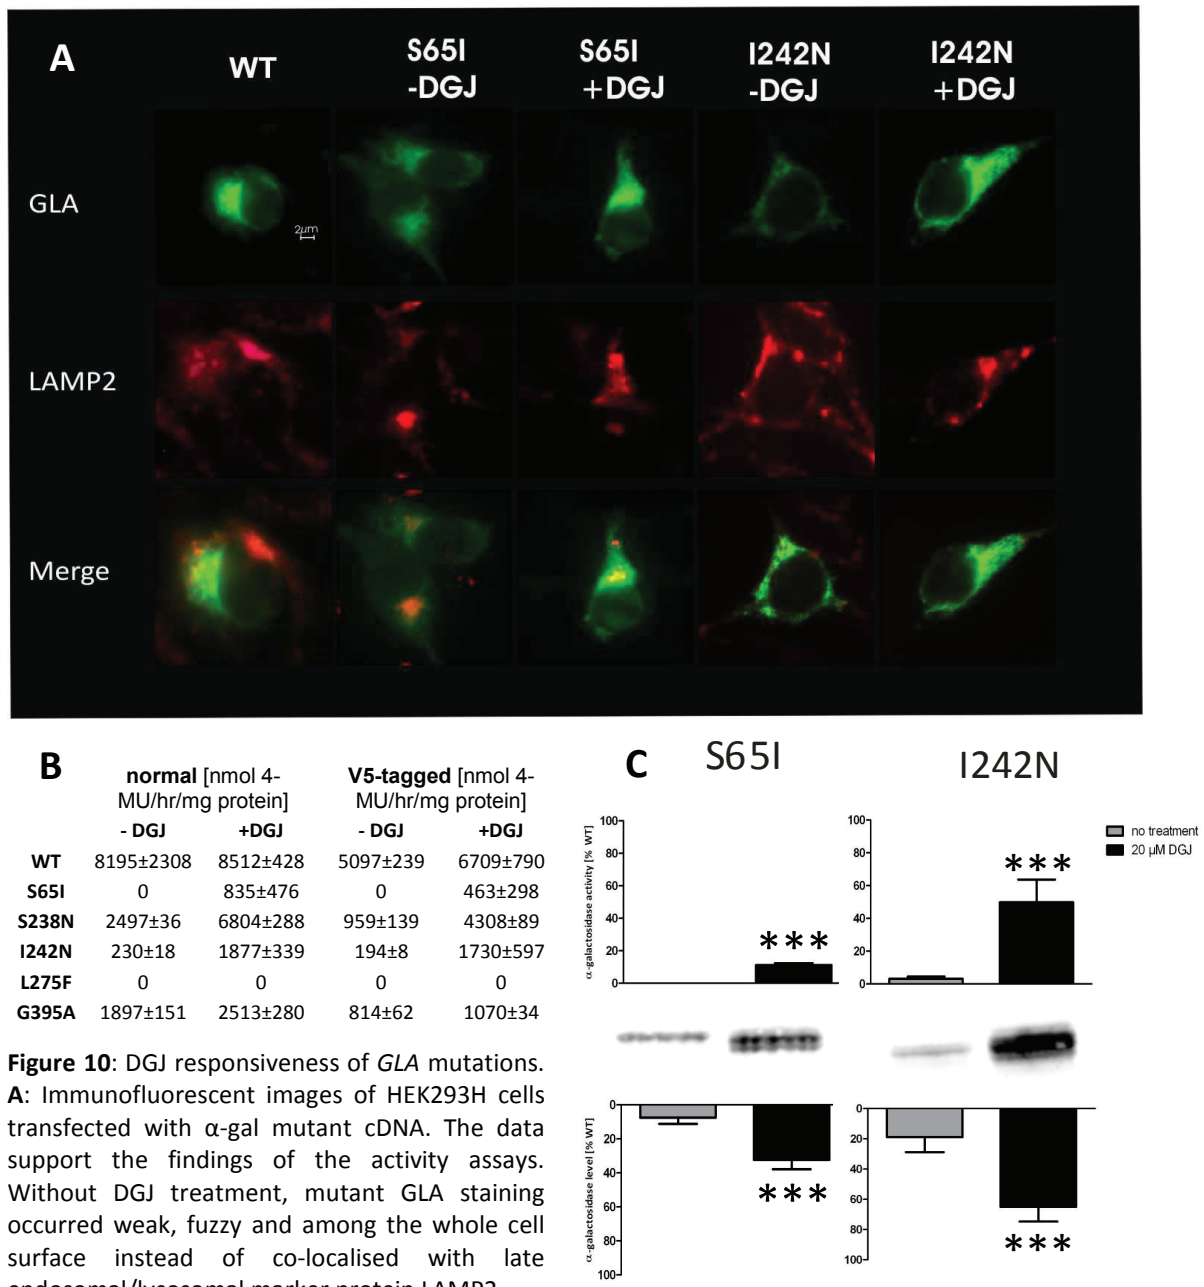 A
WT
S65I
-DGJ
S65I
+DGJ
I242N
-DGJ
I242N
+DGJ
GLA
2µm
LAMP2
Merge
B
normal [nmol 4-
MU/hr/mg protein]
V5-tagged [nmol 4-
MU/hr/mg protein]
- DGJ +DGJ - DGJ +DGJ
WT 8195±2308 8512±428 5097±239 6709±790
S65I 0 835±476 0 463±298
S238N 2497±36 6804±288 959±139 4308±89
I242N 230±18 1877±339 194±8 1730±597
L275F 0 0 0 0
G395A 1897±151 2513±280 814±62 1070±34
Figure 10: DGJ responsiveness of GLA mutations.
A: Immunofluorescent images of HEK293H cells
transfected with α-gal mutant cDNA. The data
support the findings of the activity assays.
Without DGJ treatment, mutant GLA staining
occurred weak, fuzzy and among the whole cell
surface instead of co-localised with late
endosomal/lysosomal marker protein LAMP2.
C
S65I
I242N
α-galactosidase activity [% WT]
100
80
60
40
20
0
***
100
80
60
40
20
0
***
no treatment
20 µM DGJ
α-galactosidase level [% WT]
0
20
40
60
80
100
***
0
20
40
60
80
100
***